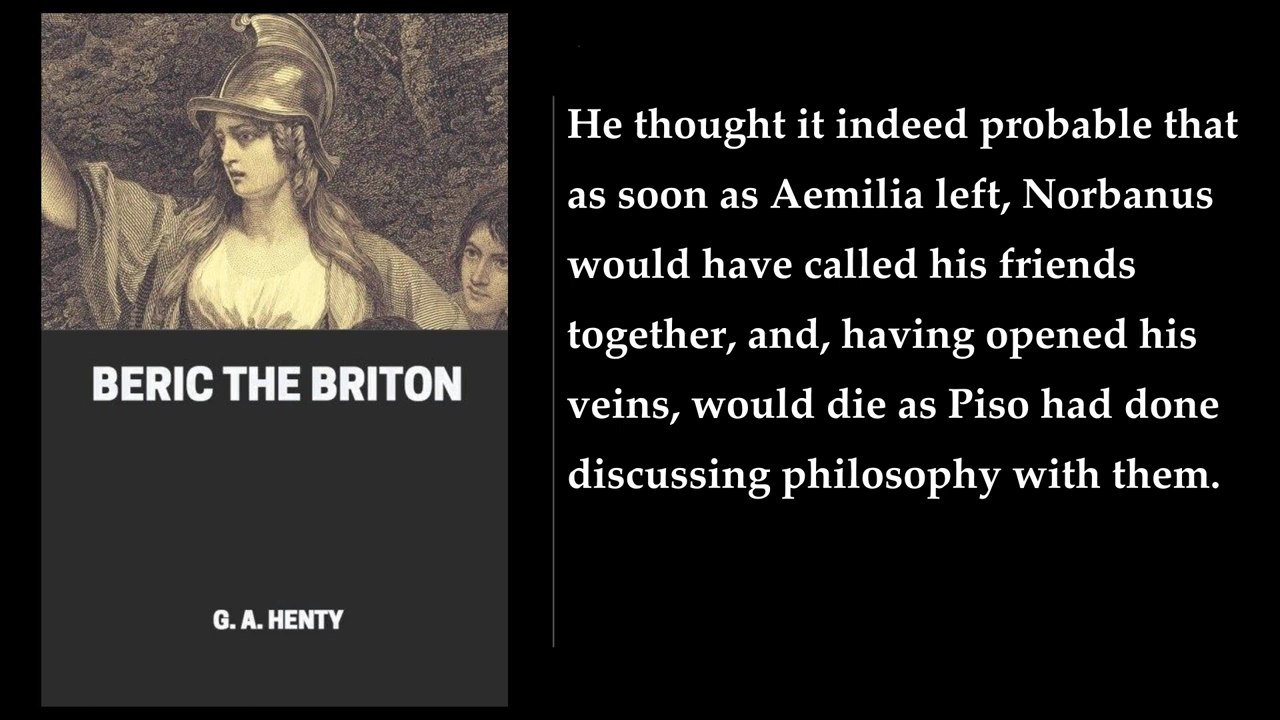 BERIC THE BRITON
G. A. HENTY
He thought it indeed probable that
as soon as Aemilia left, Norbanus
would have called his friends
together, and, having opened his
veins, would die as Piso had done
discussing philosophy with them.